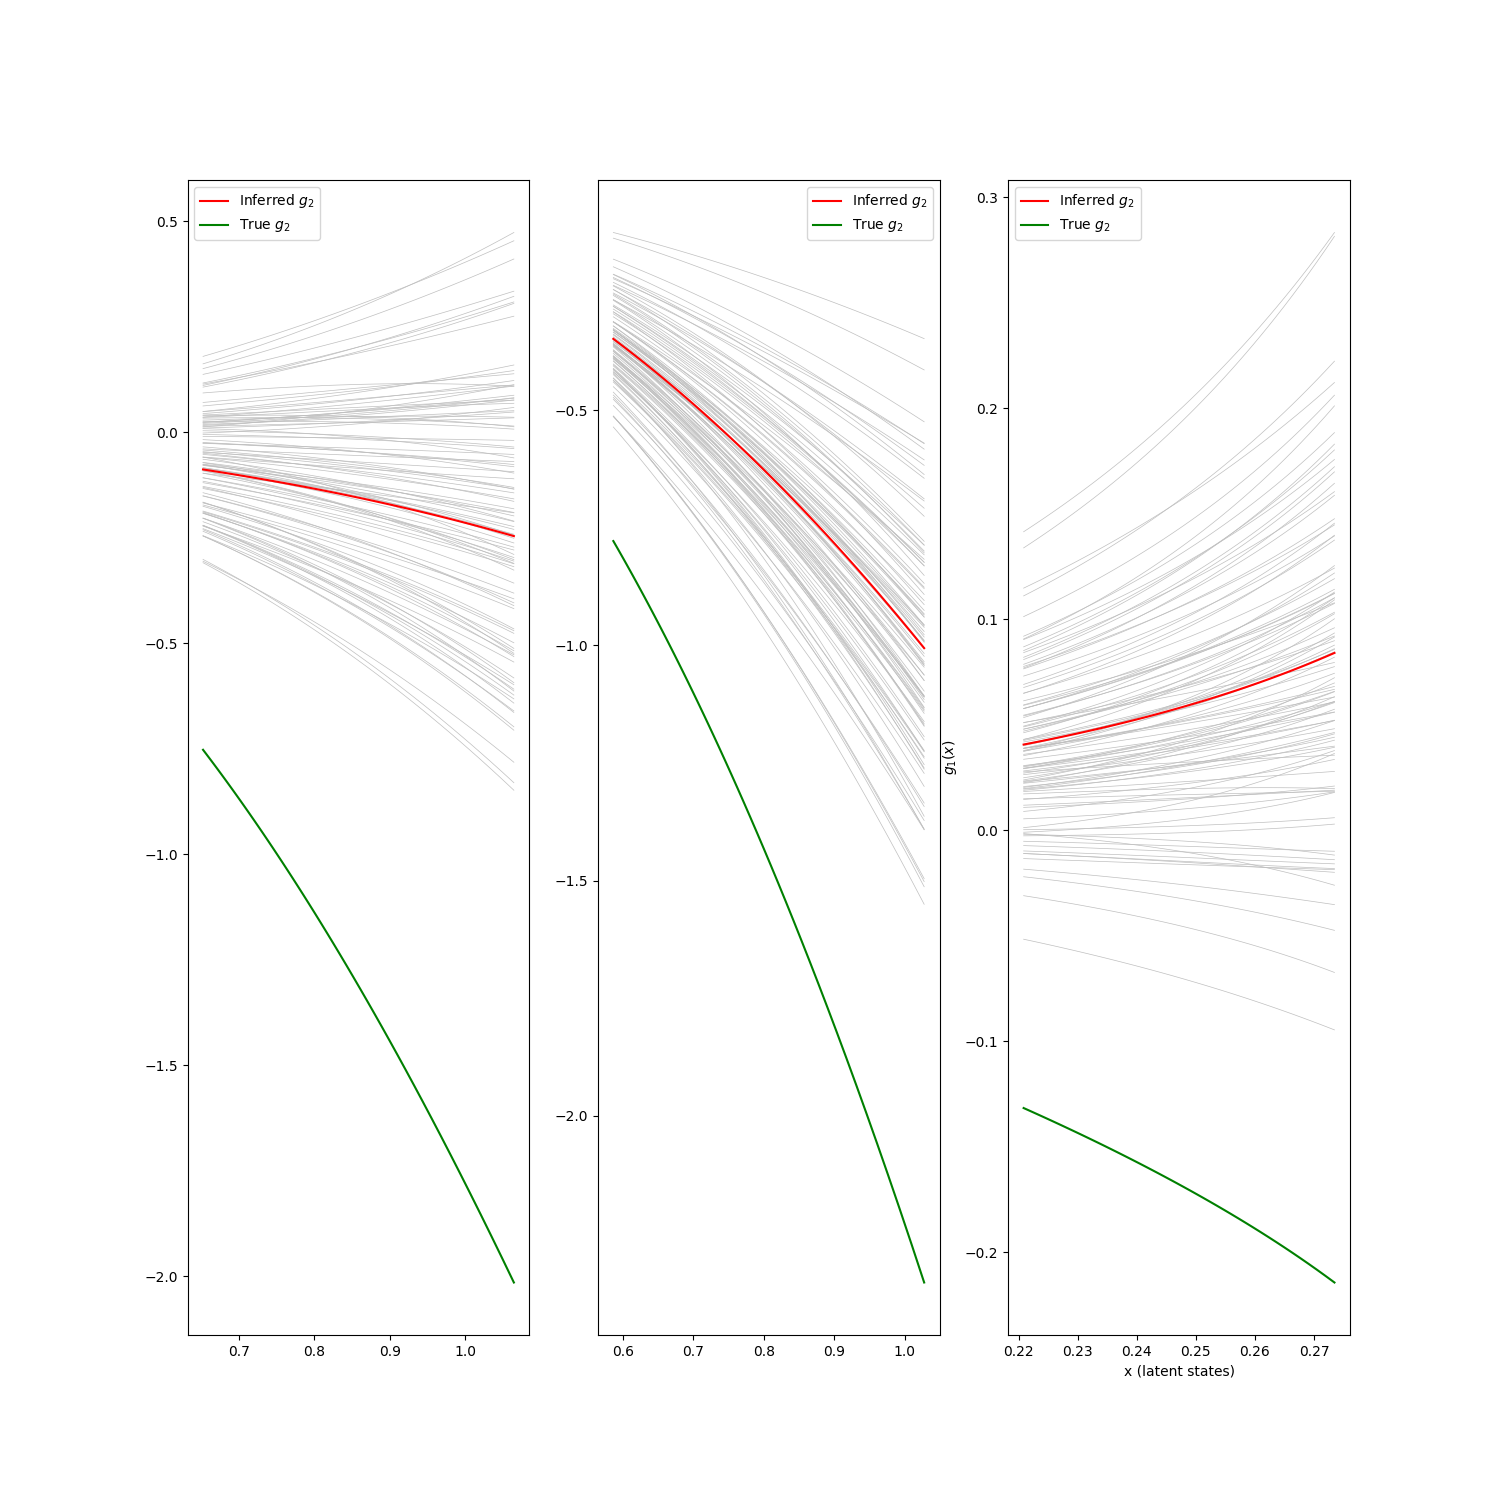 Inferred g₂
True g₂
0.5
0.0
−0.5
−1.0
−1.5
−2.0
0.7 0.8 0.9 1.0
Inferred g₂
True g₂
−0.5
−1.0
−1.5
−2.0
0.6 0.7 0.8 0.9 1.0
Inferred g₂
True g₂
g₁(x)
0.3
0.2
0.1
0.0
−0.1
−0.2
0.22 0.23 0.24 0.25 0.26 0.27
x (latent states)